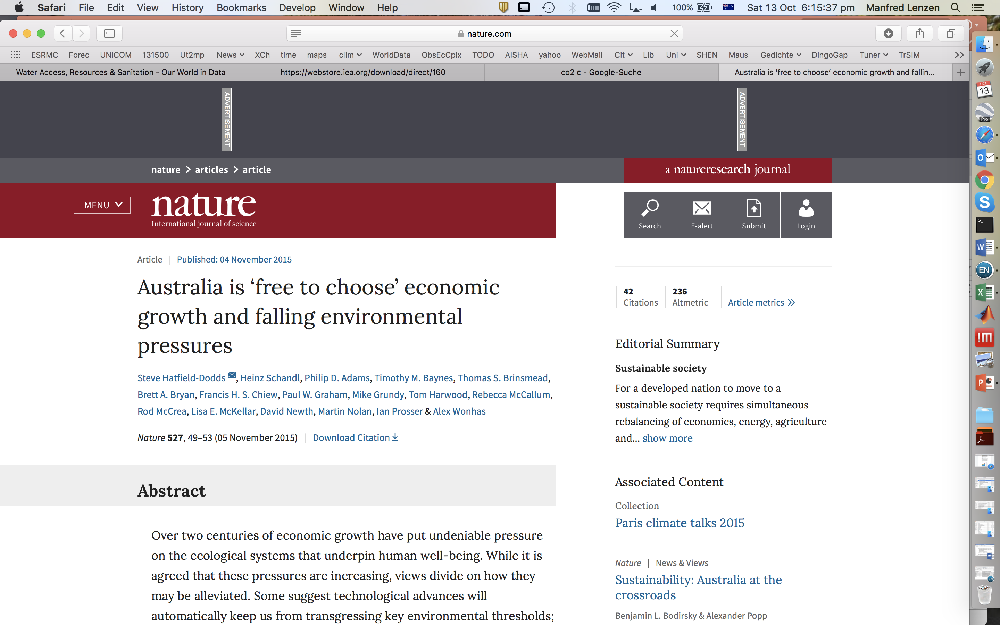 Safari File Edit View History Bookmarks Develop Window Help 100% Sat 13 Oct 6:15:37 pm Manfred Lenzen
nature.com
ESRMC Forec UNICOM 131500 Ut2mp News XCh time maps clim WorldData ObsEcCplx TODO AISHA yahoo WebMail Cit Lib Uni SHEN Maus Gedichte DingoGap Tuner TrSIM
Water Access, Resources & Sanitation - Our World in Data https://webstore.iea.org/download/direct/160 co2 c - Google-Suche Australia is ‘free to choose’ economic growth and fallin...
ADVERTISEMENT ADVERTISEMENT
nature > articles > article
a natureresearch journal
MENU
nature
International journal of science
Search E-alert Submit Login
Article | Published: 04 November 2015
Australia is ‘free to choose’ economic
growth and falling environmental
pressures
Steve Hatfield-Dodds, Heinz Schandl, Philip D. Adams, Timothy M. Baynes, Thomas S. Brinsmead,
Brett A. Bryan, Francis H. S. Chiew, Paul W. Graham, Mike Grundy, Tom Harwood, Rebecca McCallum,
Rod McCrea, Lisa E. McKellar, David Newth, Martin Nolan, Ian Prosser & Alex Wonhas
Nature 527, 49–53 (05 November 2015) | Download Citation
Abstract
Over two centuries of economic growth have put undeniable pressure
on the ecological systems that underpin human well-being. While it is
agreed that these pressures are increasing, views divide on how they
may be alleviated. Some suggest technological advances will
automatically keep us from transgressing key environmental thresholds;
42 236
Citations Altmetric Article metrics
Editorial Summary
Sustainable society
For a developed nation to move to a
sustainable society requires simultaneous
rebalancing of economics, energy, agriculture
and... show more
Associated Content
Collection
Paris climate talks 2015
Nature | News & Views
Sustainability: Australia at the
crossroads
Benjamin L. Bodirsky & Alexander Popp
OCT
13
Pro
O
S
W
EN
X
!M
P